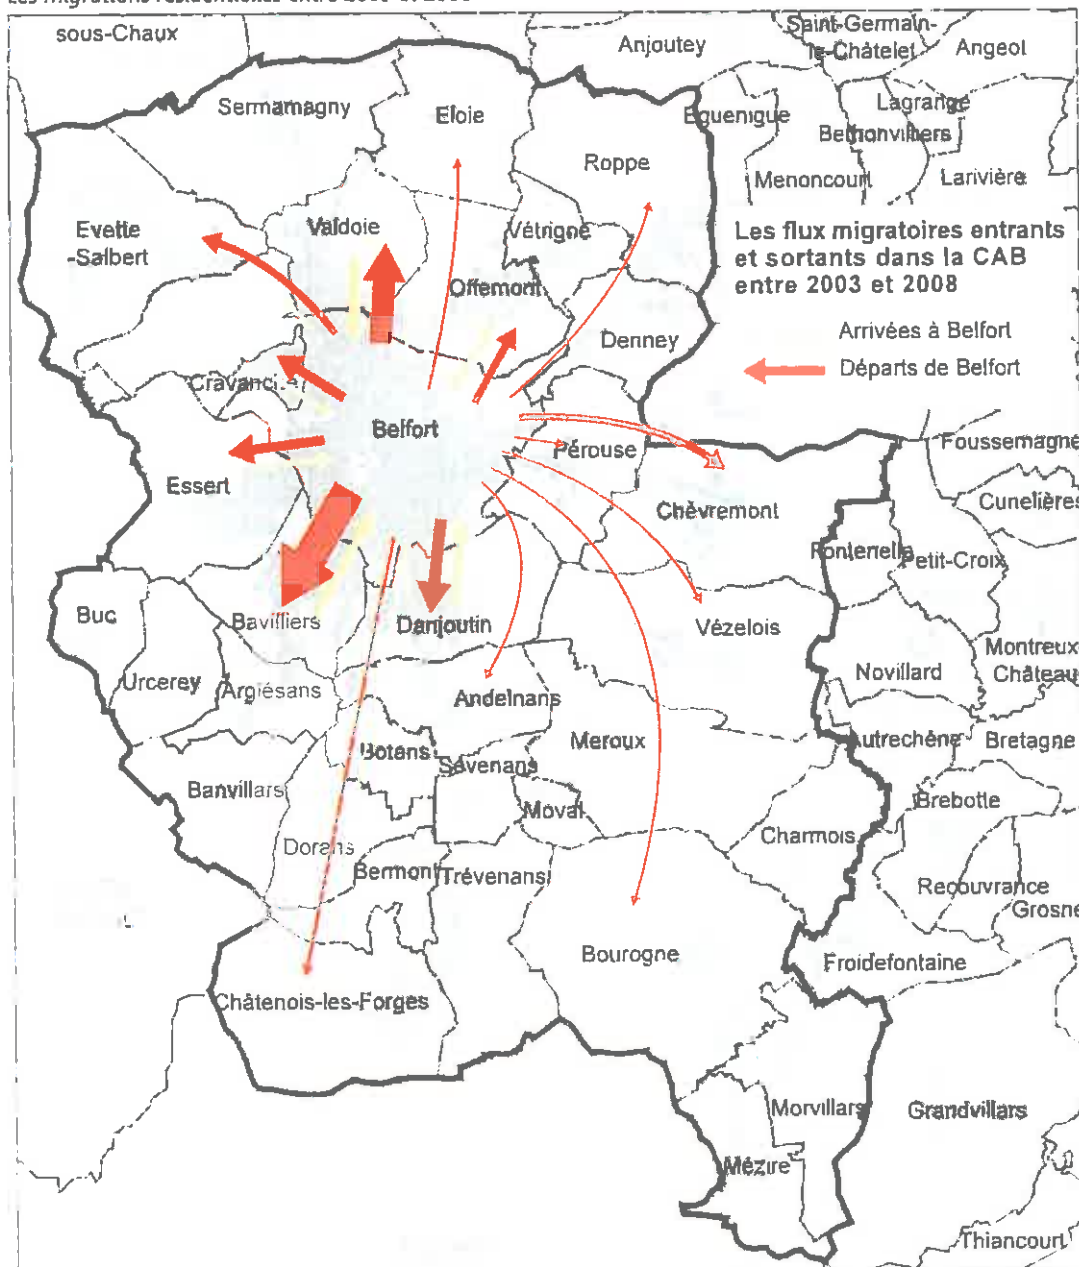 sous-Chaux
Anjoutey
Saint-Germain-
le-Châtelet
Angeot
Sermamagny
Eloie
Eguenigue
Lagrange
Bethonvilliers
Roppe
Menoncourt
Larivière
Evette
-Salbert
Valdoie
Vétrigne
Les flux migratoires entrants
et sortants dans la CAB
entre 2003 et 2008
Offemont
Arrivées à Belfort
Denney
Départs de Belfort
Cravanche
Belfort
Pérouse
Foussemagne
Essert
Chèvremont
Cunelières
Fontenelle
Petit-Croix
Buc
Bavilliers
Danjoutin
Vézelois
Montreux-
Château
Urcerey
Argiésans
Andelnans
Novillard
Botans
Sévenans
Meroux
Autrechêne
Bretagne
Banvillars
Moval
Brebotte
Dorans
Charmois
Bermont
Trévenans
Recouvrance
Grosne
Bourogne
Froidefontaine
Châtenois-les-Forges
Morvillars
Grandvillars
Mézire
Thiancourt